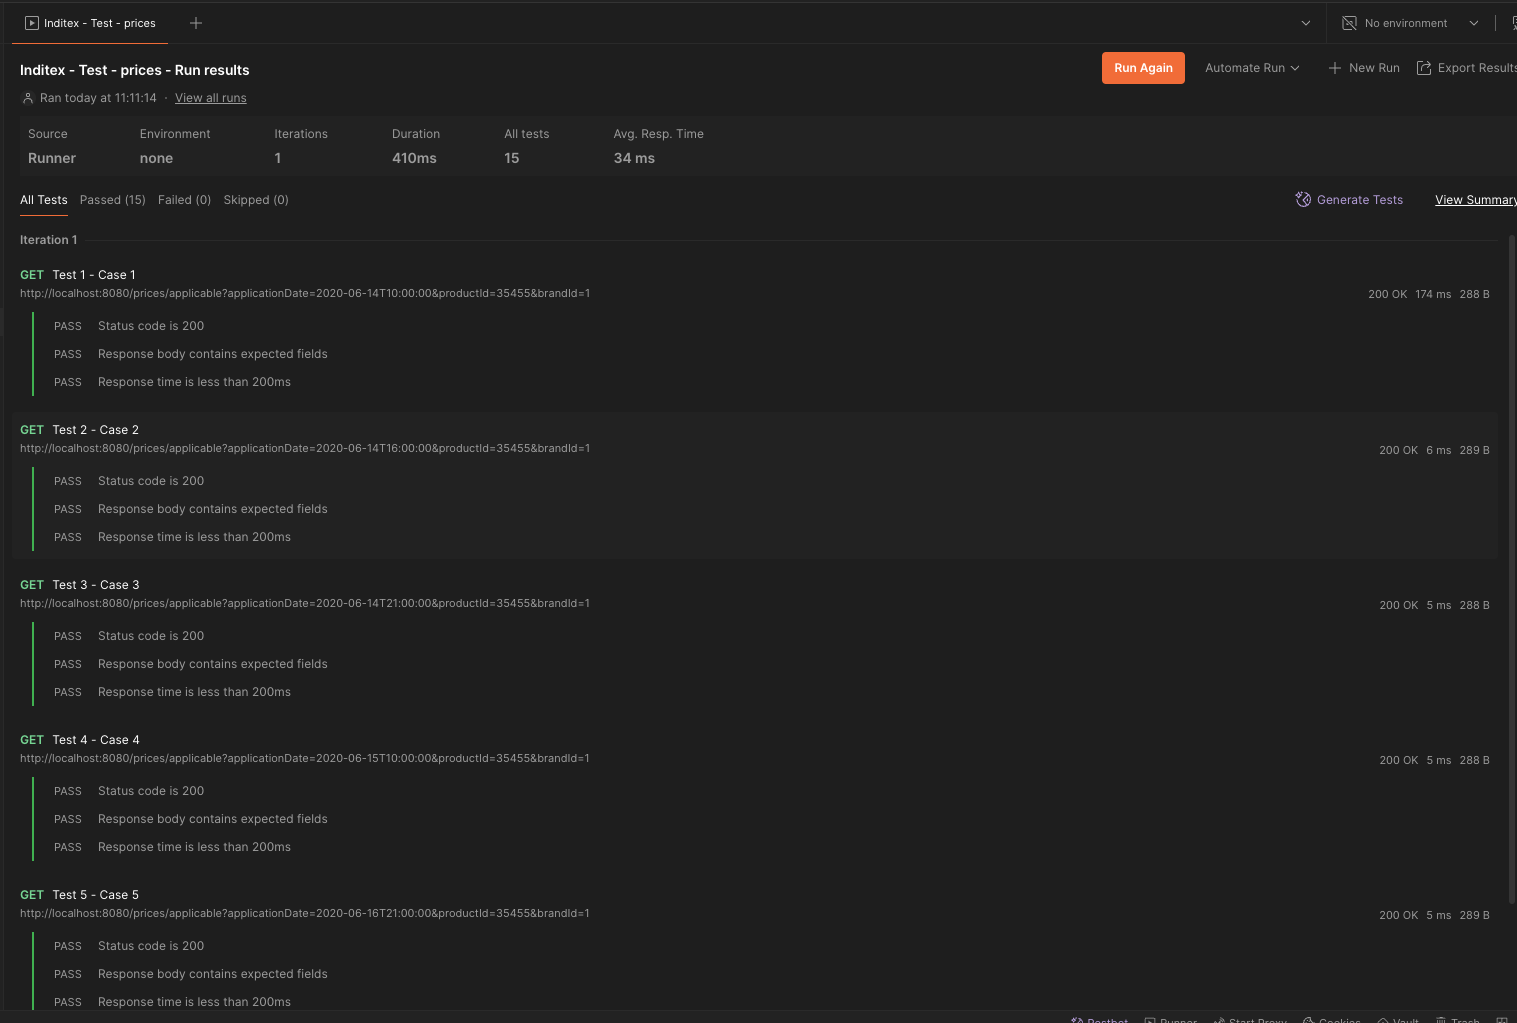 Inditex - Test - prices
No environment
Inditex - Test - prices - Run results
Run Again
Automate Run
New Run
Export Results
Ran today at 11:11:14 · View all runs
Source Environment Iterations Duration All tests Avg. Resp. Time
Runner none 1 410ms 15 34 ms
All Tests Passed (15) Failed (0) Skipped (0)
Generate Tests
View Summary
Iteration 1
GET Test 1 - Case 1
http://localhost:8080/prices/applicable?applicationDate=2020-06-14T10:00:00&productId=35455&brandId=1
200 OK 174 ms 288 B
PASS Status code is 200
PASS Response body contains expected fields
PASS Response time is less than 200ms
GET Test 2 - Case 2
http://localhost:8080/prices/applicable?applicationDate=2020-06-14T16:00:00&productId=35455&brandId=1
200 OK 6 ms 289 B
PASS Status code is 200
PASS Response body contains expected fields
PASS Response time is less than 200ms
GET Test 3 - Case 3
http://localhost:8080/prices/applicable?applicationDate=2020-06-14T21:00:00&productId=35455&brandId=1
200 OK 5 ms 288 B
PASS Status code is 200
PASS Response body contains expected fields
PASS Response time is less than 200ms
GET Test 4 - Case 4
http://localhost:8080/prices/applicable?applicationDate=2020-06-15T10:00:00&productId=35455&brandId=1
200 OK 5 ms 288 B
PASS Status code is 200
PASS Response body contains expected fields
PASS Response time is less than 200ms
GET Test 5 - Case 5
http://localhost:8080/prices/applicable?applicationDate=2020-06-16T21:00:00&productId=35455&brandId=1
200 OK 5 ms 289 B
PASS Status code is 200
PASS Response body contains expected fields
PASS Response time is less than 200ms
Postbot Runner Start Proxy Cookies Vault Trash